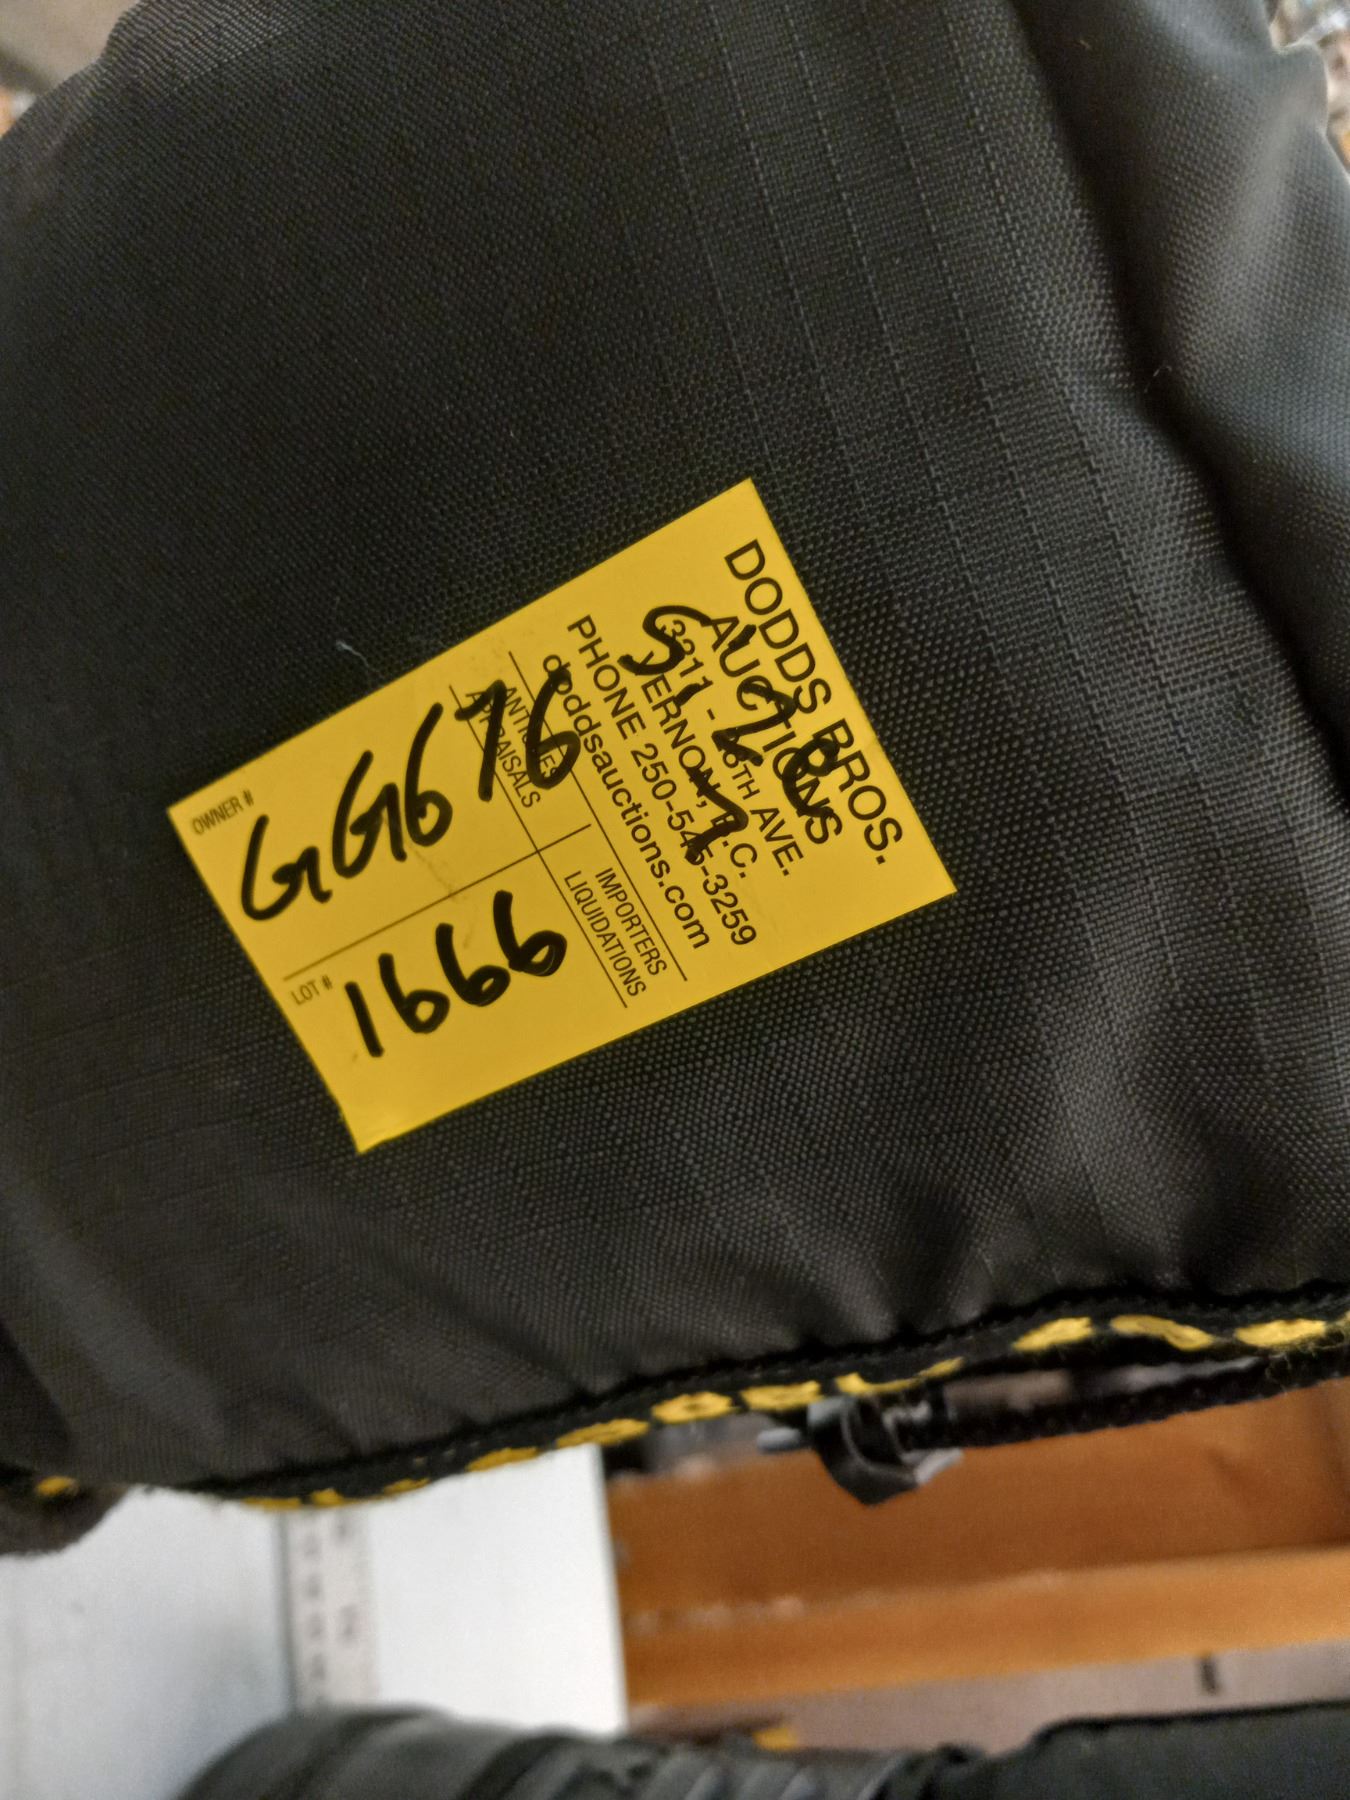 DODDS BROS.
AUCTIONS
VERNON, B.C.
PHONE 250-545-3259
doddsauctions.com
ANTIQUES
IMPORTERS
APPRAISALS
LIQUIDATIONS
OWNER #
GG676
LOT #
1666